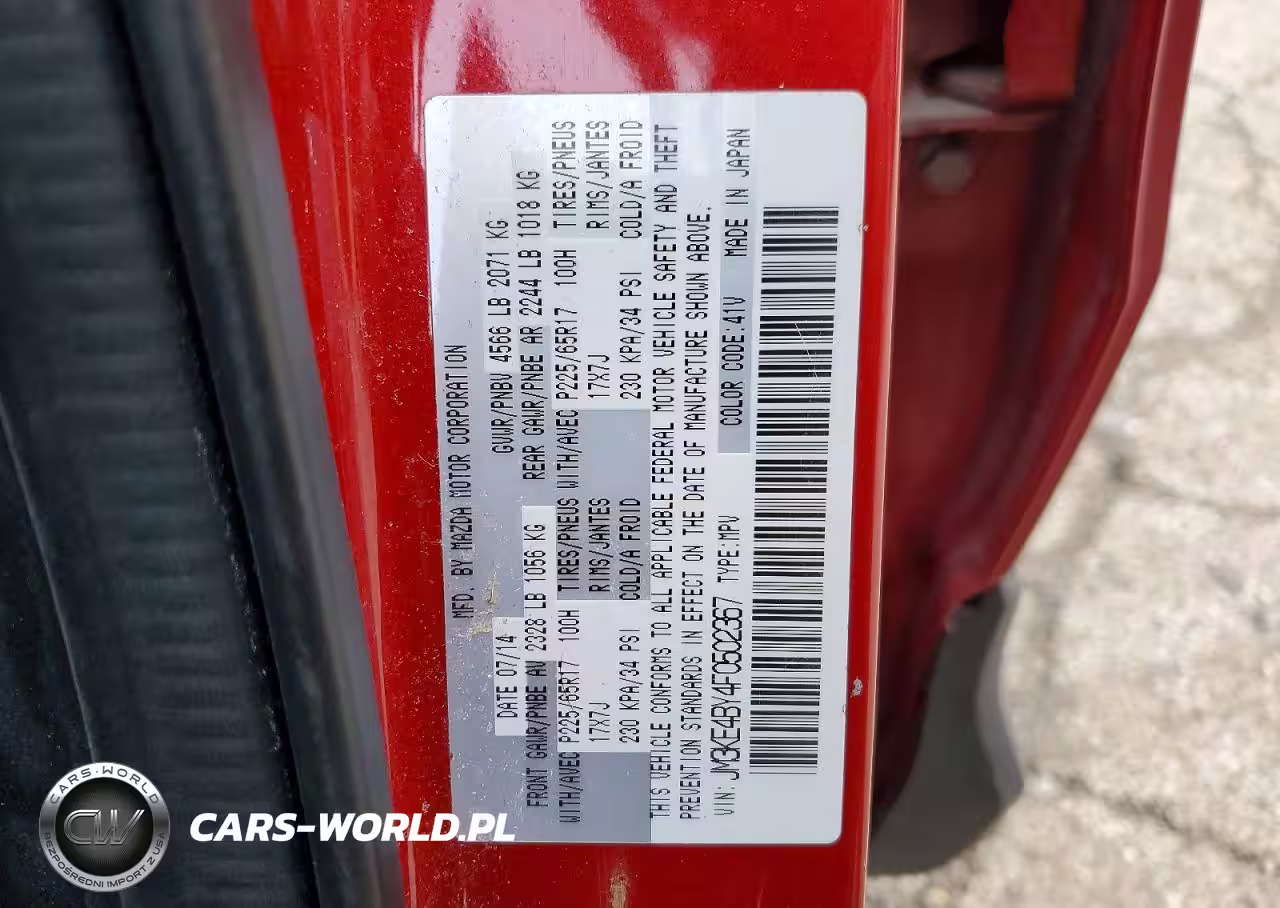 MFD. BY MAZDA MOTOR CORPORATION
DATE 07/14 GVWR/PNBV 4566 LB 2071 KG
FRONT GAWR/PNBE AV 2328 LB 1056 KG REAR GAWR/PNBE AR 2244 LB 1018 KG
WITH/AVEC P225/65R17 100H TIRES/PNEUS WITH/AVEC P225/65R17 100H TIRES/PNEUS
17X7J RIMS/JANTES 17X7J RIMS/JANTES
230 KPA/34 PSI COLD/A FROID 230 KPA/34 PSI COLD/A FROID
THIS VEHICLE CONFORMS TO ALL APPLICABLE FEDERAL MOTOR VEHICLE SAFETY AND THEFT
PREVENTION STANDARDS IN EFFECT ON THE DATE OF MANUFACTURE SHOWN ABOVE.
VIN: JM3KE4BY4F0502367 TYPE:MPV COLOR CODE:41V MADE IN JAPAN
CARS-WORLD
CW
BEZPOŚREDNI IMPORT Z USA
CARS-WORLD.PL